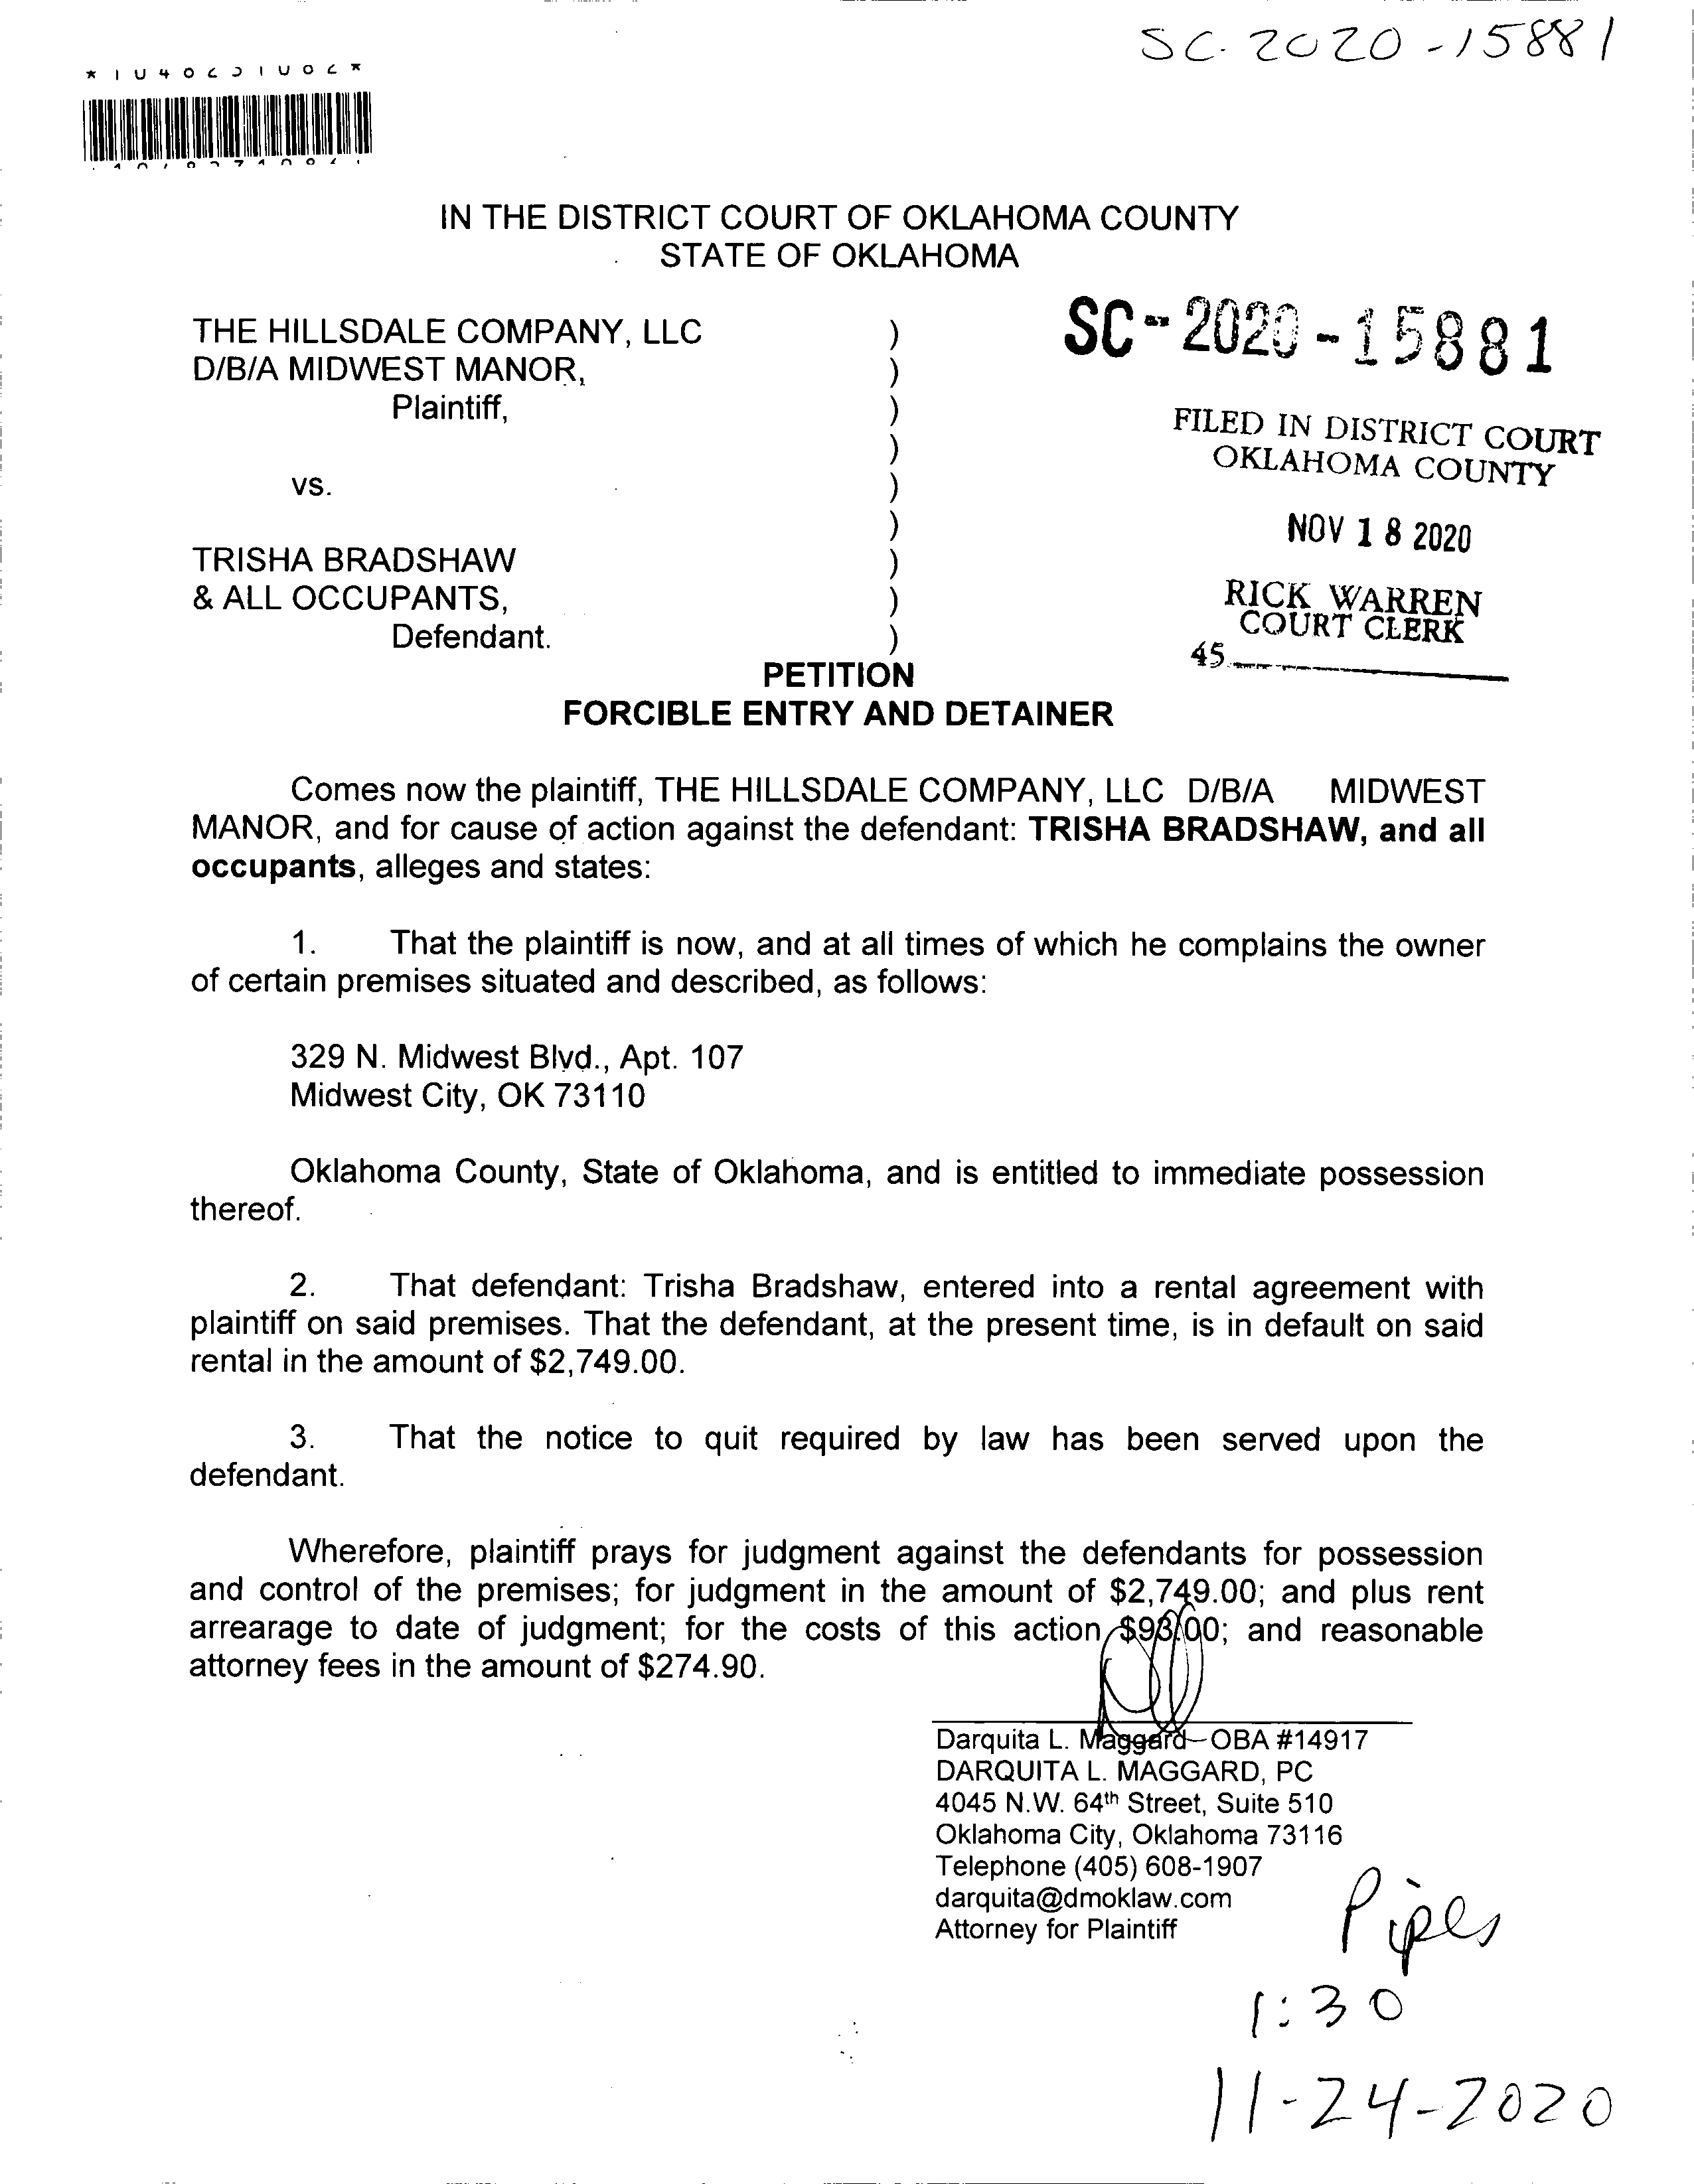 SC-2020-15881
IN THE DISTRICT COURT OF OKLAHOMA COUNTY
STATE OF OKLAHOMA
THE HILLSDALE COMPANY, LLC )
D/B/A MIDWEST MANOR, )
Plaintiff, )
)
vs. )
)
TRISHA BRADSHAW )
& ALL OCCUPANTS, )
Defendant. )
SC-2020-15881
FILED IN DISTRICT COURT
OKLAHOMA COUNTY
NOV 18 2020
RICK WARREN
COURT CLERK
45
PETITION
FORCIBLE ENTRY AND DETAINER
Comes now the plaintiff, THE HILLSDALE COMPANY, LLC D/B/A MIDWEST
MANOR, and for cause of action against the defendant: TRISHA BRADSHAW, and all
occupants, alleges and states:
1. That the plaintiff is now, and at all times of which he complains the owner
of certain premises situated and described, as follows:
329 N. Midwest Blvd., Apt. 107
Midwest City, OK 73110
Oklahoma County, State of Oklahoma, and is entitled to immediate possession
thereof.
2. That defendant: Trisha Bradshaw, entered into a rental agreement with
plaintiff on said premises. That the defendant, at the present time, is in default on said
rental in the amount of $2,749.00.
3. That the notice to quit required by law has been served upon the
defendant.
Wherefore, plaintiff prays for judgment against the defendants for possession
and control of the premises; for judgment in the amount of $2,749.00; and plus rent
arrearage to date of judgment; for the costs of this action and reasonable
attorney fees in the amount of $274.90.
Darquita L. Maggard OBA #14917
DARQUITA L. MAGGARD, PC
4045 N.W. 64th Street, Suite 510
Oklahoma City, Oklahoma 73116
Telephone (405) 608-1907
darquita@dmoklaw.com
Attorney for Plaintiff
Pipes
1:30
11-24-2020